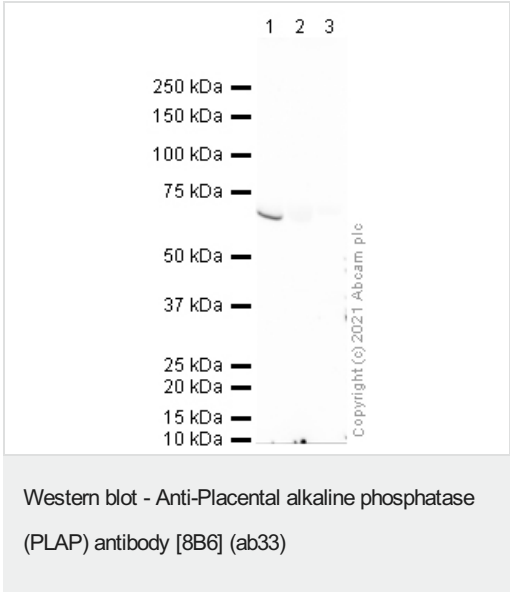 1 2 3
250 kDa
150 kDa
100 kDa
75 kDa
50 kDa
37 kDa
25 kDa
20 kDa
15 kDa
10 kDa
Copyright (c) 2021 Abcam plc
Western blot - Anti-Placental alkaline phosphatase
(PLAP) antibody [8B6] (ab33)